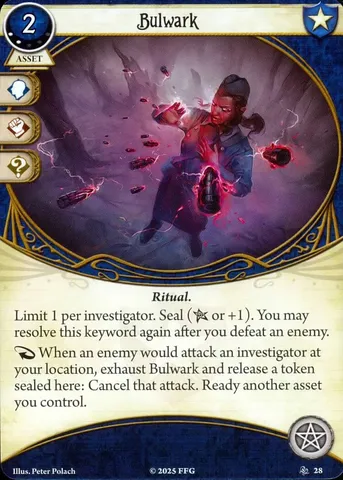 2
Bulwark
ASSET
Ritual.
Limit 1 per investigator. Seal ( or +1). You may
resolve this keyword again after you defeat an enemy.
When an enemy would attack an investigator at
your location, exhaust Bulwark and release a token
sealed here: Cancel that attack. Ready another asset
you control.
Illus. Peter Polach
© 2025 FFG
28